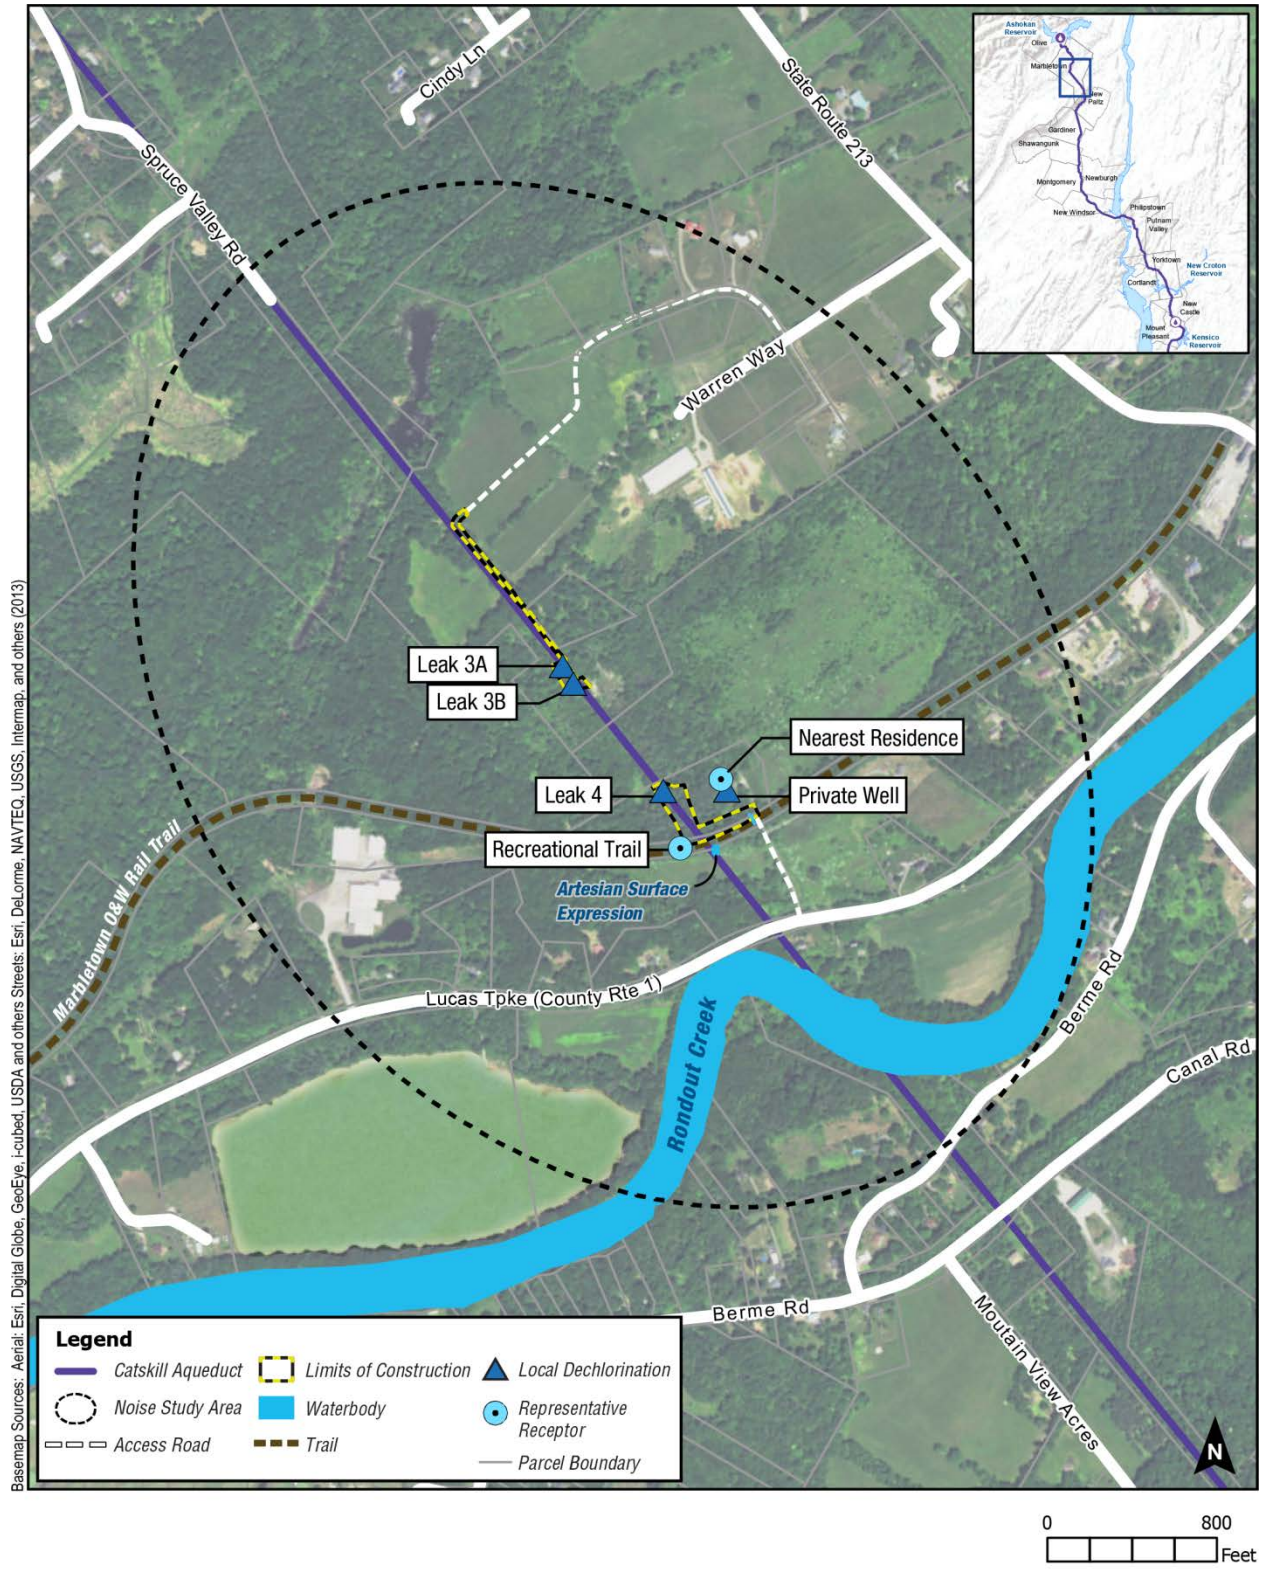 Cindy Ln
State Route 213
Spruce Valley Rd
Warren Way
Ashokan
Reservoir
Olive
Marbletown
New
Paltz
Gardiner
Shawangunk
Montgomery
Newburgh
New Windsor
Philipstown
Putnam
Valley
Yorktown
New Croton
Reservoir
Cortlandt
New
Castle
Mount
Pleasant
Kensico
Reservoir
Leak 3A
Leak 3B
Nearest Residence
Leak 4
Private Well
Recreational Trail
Artesian Surface
Expression
Marbletown O&W Rail Trail
Lucas Tpke (County Rte 1)
Rondout Creek
Berme Rd
Canal Rd
Berme Rd
Moutain View Acres
Legend
Catskill Aqueduct
Limits of Construction
Local Dechlorination
Noise Study Area
Waterbody
Representative
Receptor
Access Road
Trail
Parcel Boundary
N
0 800
Feet
Basemap Sources: Aerial: Esri, Digital Globe, GeoEye, i-cubed, USDA and others Streets: Esri, DeLorme, NAVTEQ, USGS, Intermap, and others (2013)